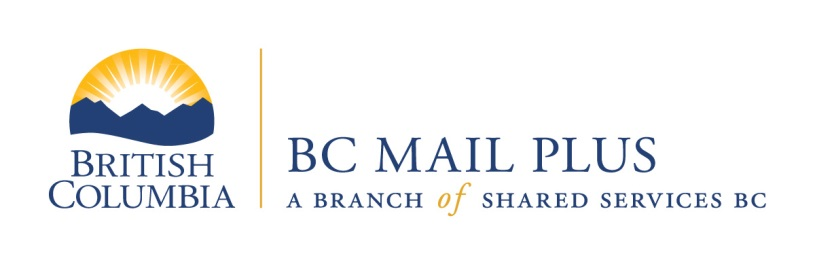 BRITISH
COLUMBIA
BC MAIL PLUS
A BRANCH of SHARED SERVICES BC